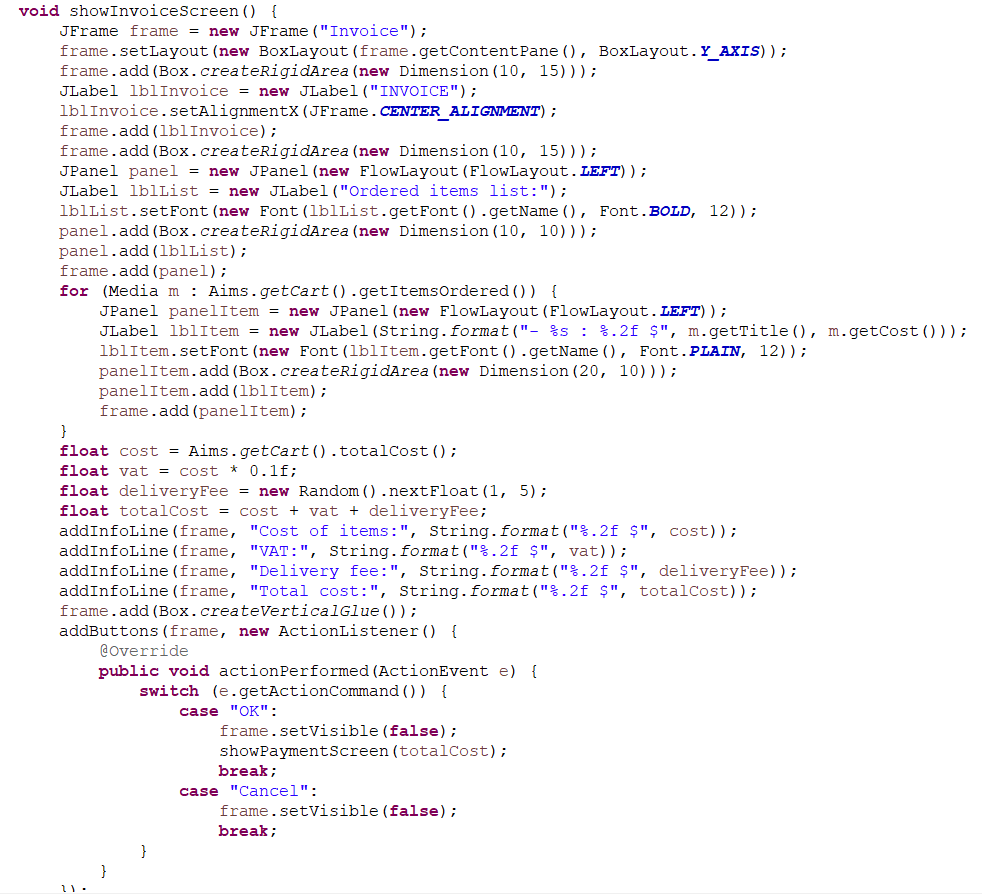 void showInvoiceScreen() {
    JFrame frame = new JFrame("Invoice");
    frame.setLayout(new BoxLayout(frame.getContentPane(), BoxLayout.Y_AXIS));
    frame.add(Box.createRigidArea(new Dimension(10, 15)));
    JLabel lblInvoice = new JLabel("INVOICE");
    lblInvoice.setAlignmentX(JFrame.CENTER_ALIGNMENT);
    frame.add(lblInvoice);
    frame.add(Box.createRigidArea(new Dimension(10, 15)));
    JPanel panel = new JPanel(new FlowLayout(FlowLayout.LEFT));
    JLabel lblList = new JLabel("Ordered items list:");
    lblList.setFont(new Font(lblList.getFont().getName(), Font.BOLD, 12));
    panel.add(Box.createRigidArea(new Dimension(10, 10)));
    panel.add(lblList);
    frame.add(panel);
    for (Media m : Aims.getCart().getItemsOrdered()) {
        JPanel panelItem = new JPanel(new FlowLayout(FlowLayout.LEFT));
        JLabel lblItem = new JLabel(String.format("- %s : %.2f $", m.getTitle(), m.getCost()));
        lblItem.setFont(new Font(lblItem.getFont().getName(), Font.PLAIN, 12));
        panelItem.add(Box.createRigidArea(new Dimension(20, 10)));
        panelItem.add(lblItem);
        frame.add(panelItem);
    }
    float cost = Aims.getCart().totalCost();
    float vat = cost * 0.1f;
    float deliveryFee = new Random().nextFloat(1, 5);
    float totalCost = cost + vat + deliveryFee;
    addInfoLine(frame, "Cost of items:", String.format("%.2f $", cost));
    addInfoLine(frame, "VAT:", String.format("%.2f $", vat));
    addInfoLine(frame, "Delivery fee:", String.format("%.2f $", deliveryFee));
    addInfoLine(frame, "Total cost:", String.format("%.2f $", totalCost));
    frame.add(Box.createVerticalGlue());
    addButtons(frame, new ActionListener() {
        @Override
        public void actionPerformed(ActionEvent e) {
            switch (e.getActionCommand()) {
                case "OK":
                    frame.setVisible(false);
                    showPaymentScreen(totalCost);
                    break;
                case "Cancel":
                    frame.setVisible(false);
                    break;
            }
        }
    });